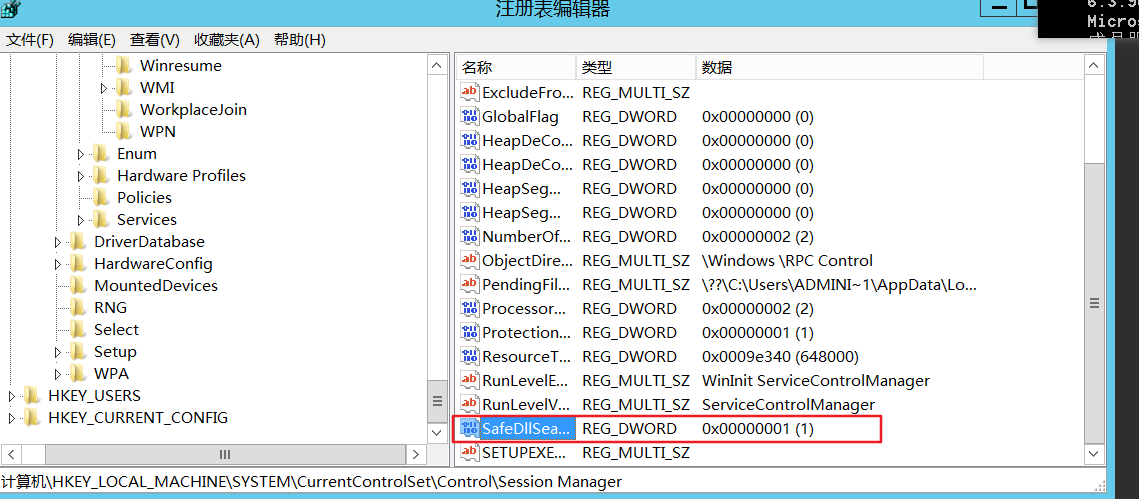 注册表编辑器
6.3.9
Micros
文件(F) 编辑(E) 查看(V) 收藏夹(A) 帮助(H)
Winresume
WMI
WorkplaceJoin
WPN
Enum
Hardware Profiles
Policies
Services
DriverDatabase
HardwareConfig
MountedDevices
RNG
Select
Setup
WPA
HKEY_USERS
HKEY_CURRENT_CONFIG
名称 类型 数据
ExcludeFro... REG_MULTI_SZ
GlobalFlag REG_DWORD 0x00000000 (0)
HeapDeCo... REG_DWORD 0x00000000 (0)
HeapDeCo... REG_DWORD 0x00000000 (0)
HeapSeg... REG_DWORD 0x00000000 (0)
HeapSeg... REG_DWORD 0x00000000 (0)
NumberOf... REG_DWORD 0x00000002 (2)
ObjectDire... REG_MULTI_SZ \Windows \RPC Control
PendingFil... REG_MULTI_SZ \??\C:\Users\ADMINI~1\AppData\Lo...
Processor... REG_DWORD 0x00000002 (2)
Protection... REG_DWORD 0x00000001 (1)
ResourceT... REG_DWORD 0x0009e340 (648000)
RunLevelE... REG_MULTI_SZ WinInit ServiceControlManager
RunLevelV... REG_MULTI_SZ ServiceControlManager
SafeDllSea... REG_DWORD 0x00000001 (1)
SETUPEXE... REG_MULTI_SZ
计算机\HKEY_LOCAL_MACHINE\SYSTEM\CurrentControlSet\Control\Session Manager